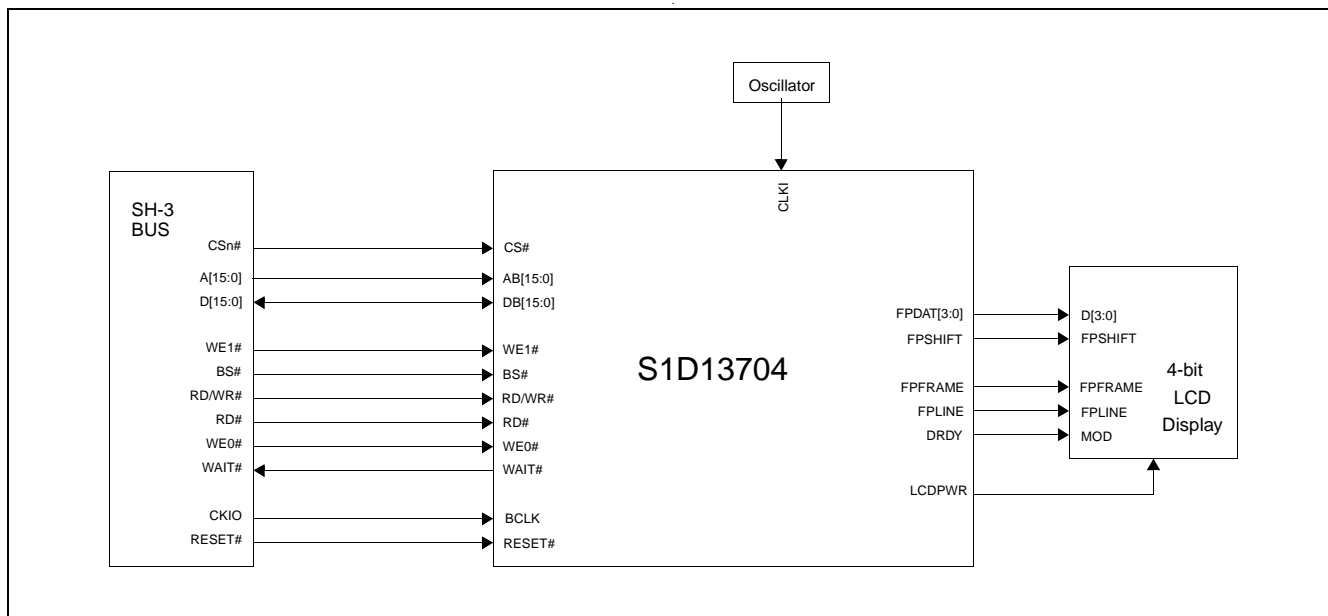 Oscillator
CLKI
SH-3
BUS
CSn#
A[15:0]
D[15:0]
WE1#
BS#
RD/WR#
RD#
WE0#
WAIT#
CKIO
RESET#
CS#
AB[15:0]
DB[15:0]
WE1#
BS#
RD/WR#
RD#
WE0#
WAIT#
BCLK
RESET#
S1D13704
FPDAT[3:0]
FPSHIFT
FPFRAME
FPLINE
DRDY
LCDPWR
D[3:0]
FPSHIFT
FPFRAME
FPLINE
MOD
4-bit
LCD
Display